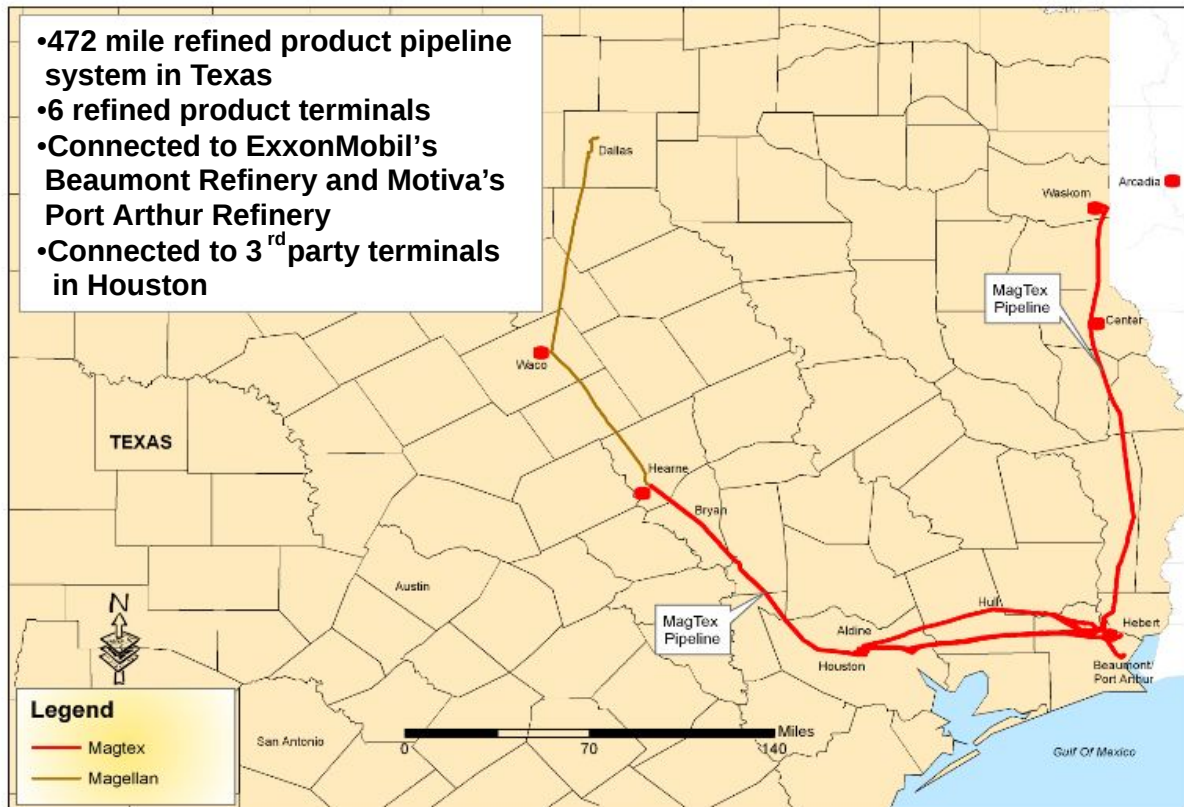 •472 mile refined product pipeline
system in Texas
•6 refined product terminals
•Connected to ExxonMobil's
Beaumont Refinery and Motiva's
Port Arthur Refinery
•Connected to 3rd party terminals
in Houston
Dallas
Arcadia
Waskom
MagTex
Pipeline
Center
Waco
TEXAS
Hearne
Bryan
Austin
N
MagTex
Pipeline
Hull
Aldine
Hebert
Houston
Beaumont/
Port Arthur
Legend
Magtex
Magellan
San Antonio
Miles
0 70 140
Gulf Of Mexico